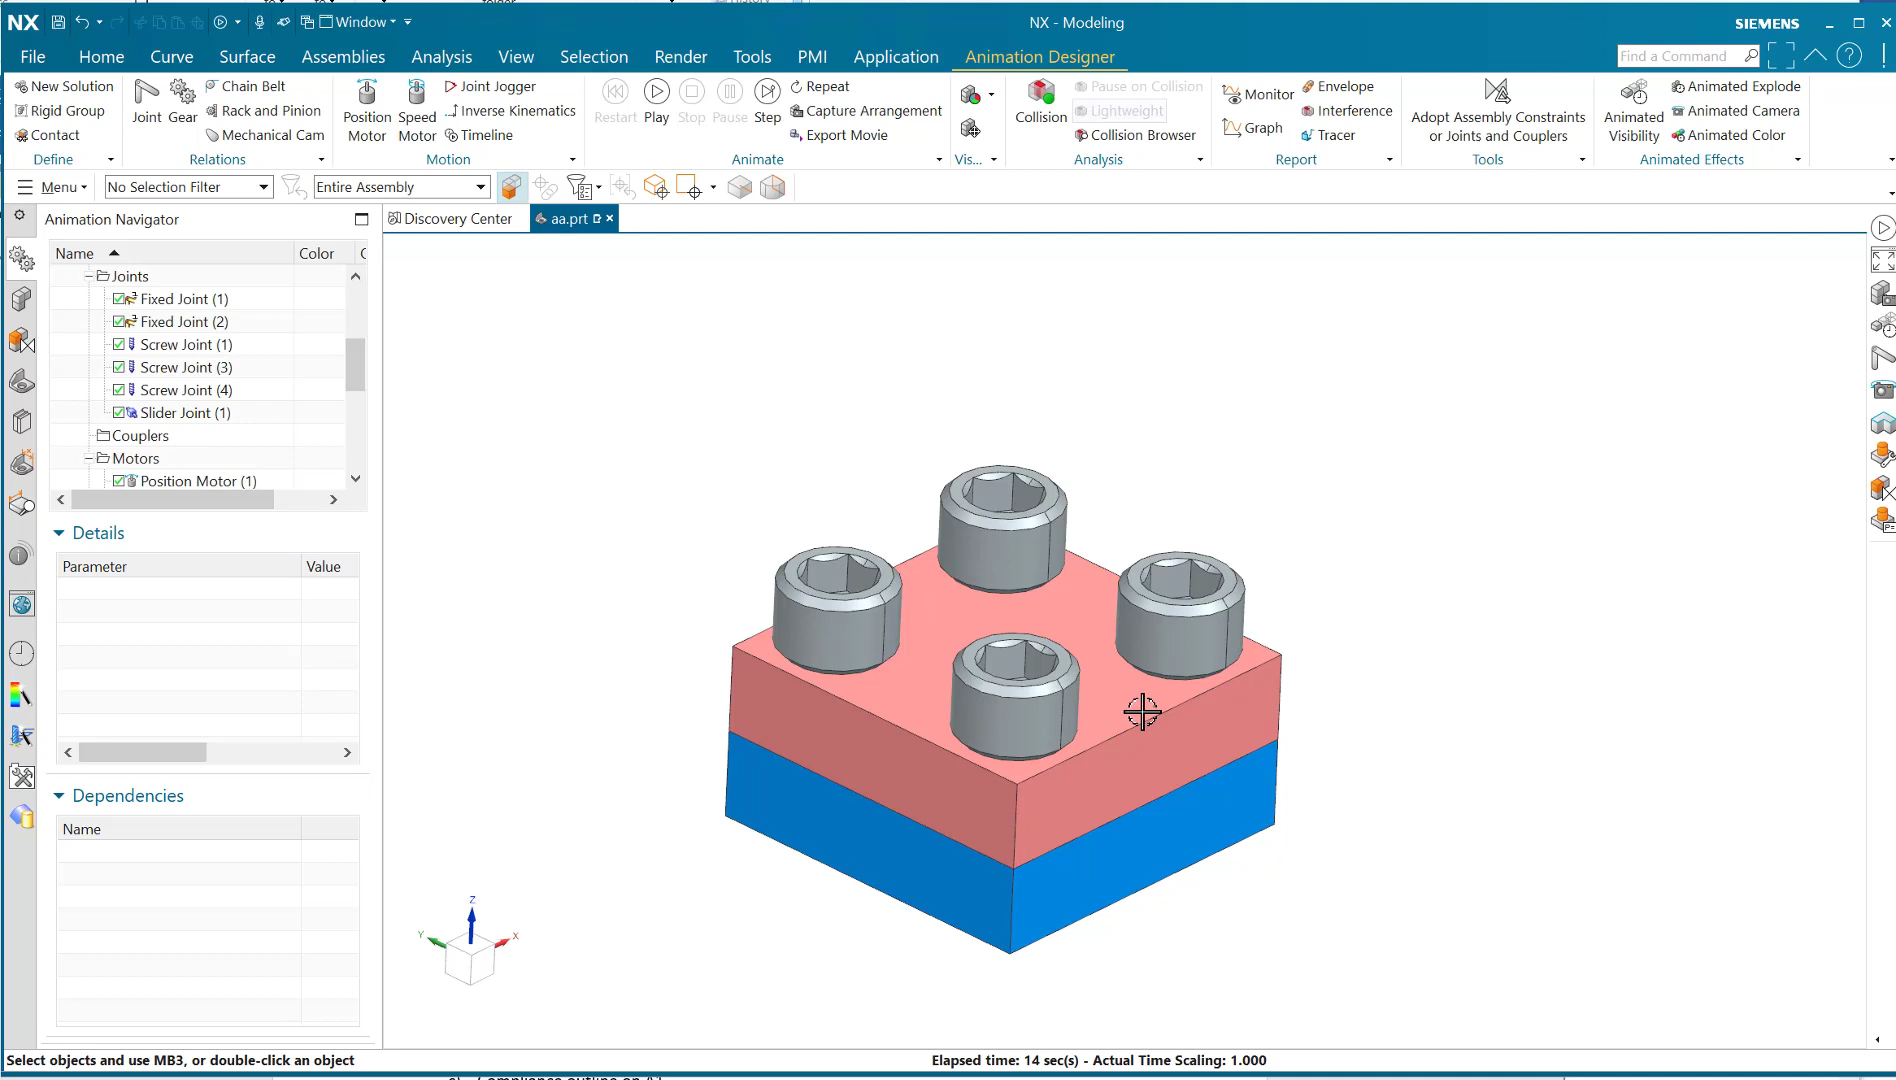 NX
Window
NX - Modeling
SIEMENS
File Home Curve Surface Assemblies Analysis View Selection Render Tools PMI Application Animation Designer
Find a Command
New Solution
Rigid Group
Contact
Define
Joint
Gear
Chain Belt
Rack and Pinion
Mechanical Cam
Relations
Position Motor
Speed Motor
Joint Jogger
Inverse Kinematics
Timeline
Motion
Restart
Play
Stop
Pause
Step
Repeat
Capture Arrangement
Export Movie
Animate
Vis...
Collision
Pause on Collision
Lightweight
Collision Browser
Analysis
Monitor
Graph
Envelope
Interference
Tracer
Report
Adopt Assembly Constraints
or Joints and Couplers
Tools
Animated
Visibility
Animated Explode
Animated Camera
Animated Color
Animated Effects
Menu
No Selection Filter
Entire Assembly
Animation Navigator
Discovery Center
aa.prt
Name Color C
Joints
Fixed Joint (1)
Fixed Joint (2)
Screw Joint (1)
Screw Joint (3)
Screw Joint (4)
Slider Joint (1)
Couplers
Motors
Position Motor (1)
Details
Parameter Value
Dependencies
Name
Z
Y
X
Select objects and use MB3, or double-click an object
Elapsed time: 14 sec(s) - Actual Time Scaling: 1.000